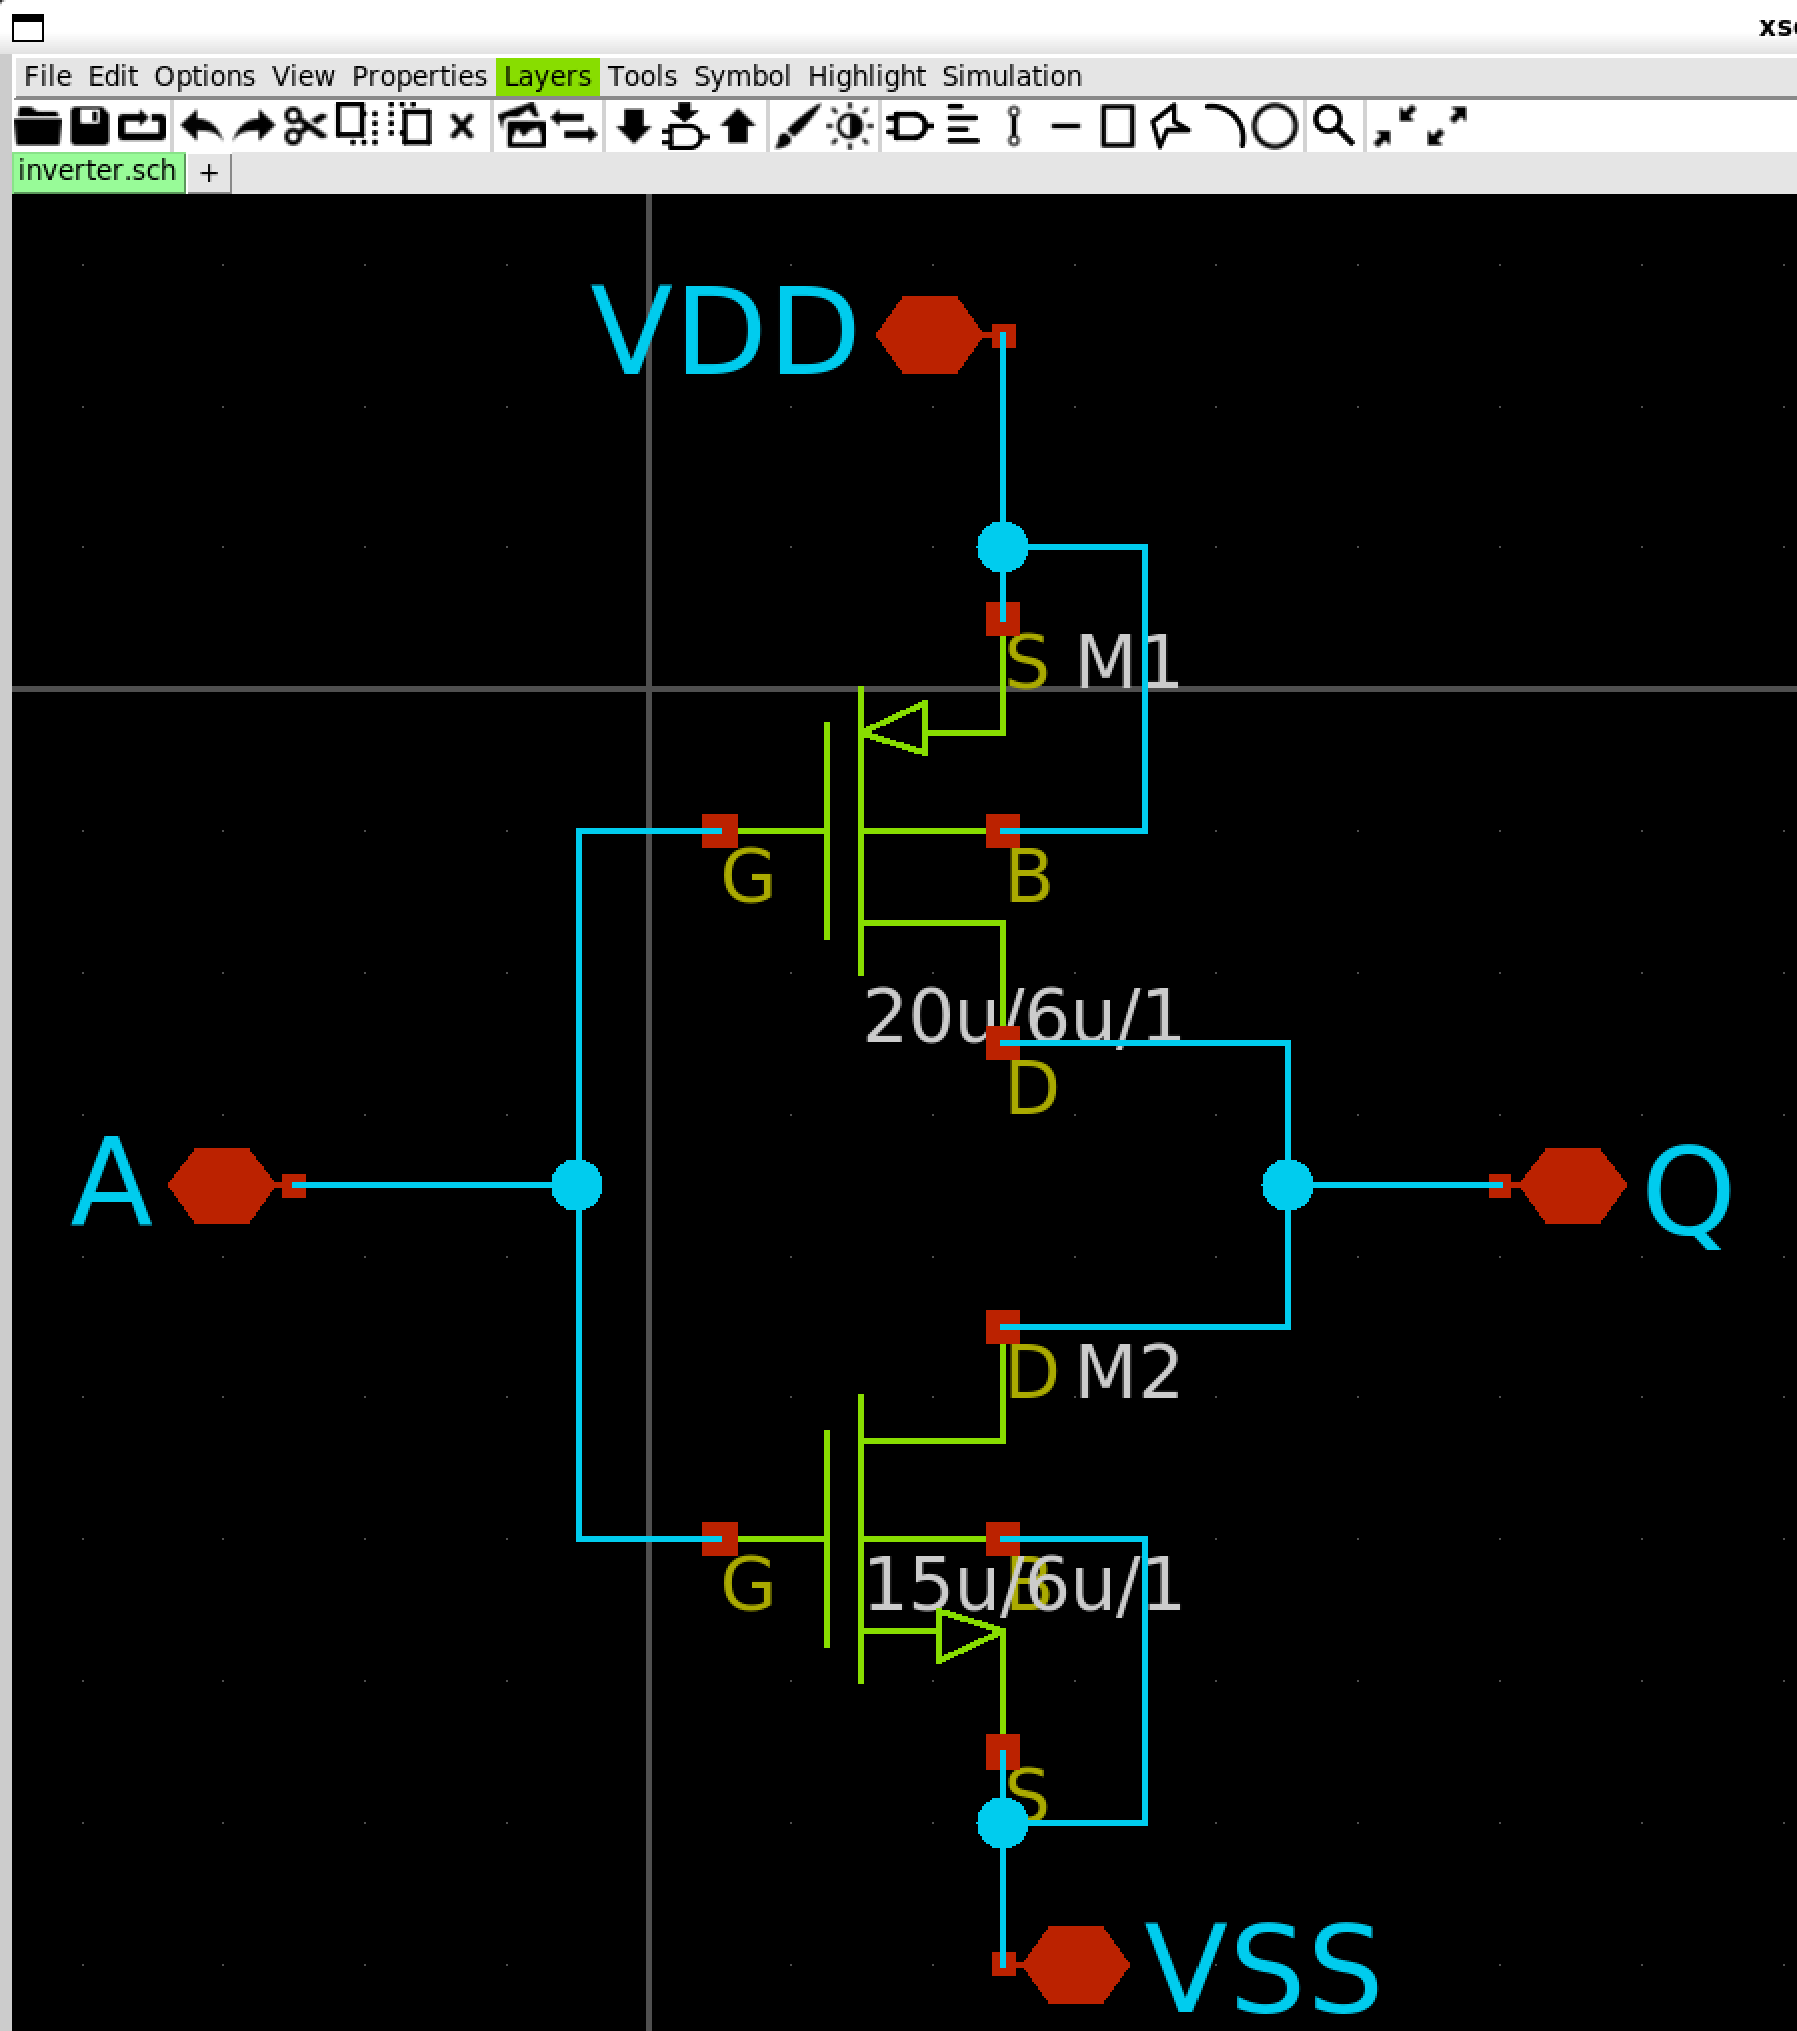 xs
File Edit Options View Properties Layers Tools Symbol Highlight Simulation
inverter.sch +
VDD
S M1
G B
20u/6u/1
D
A Q
D M2
G B
15u/6u/1
S
VSS